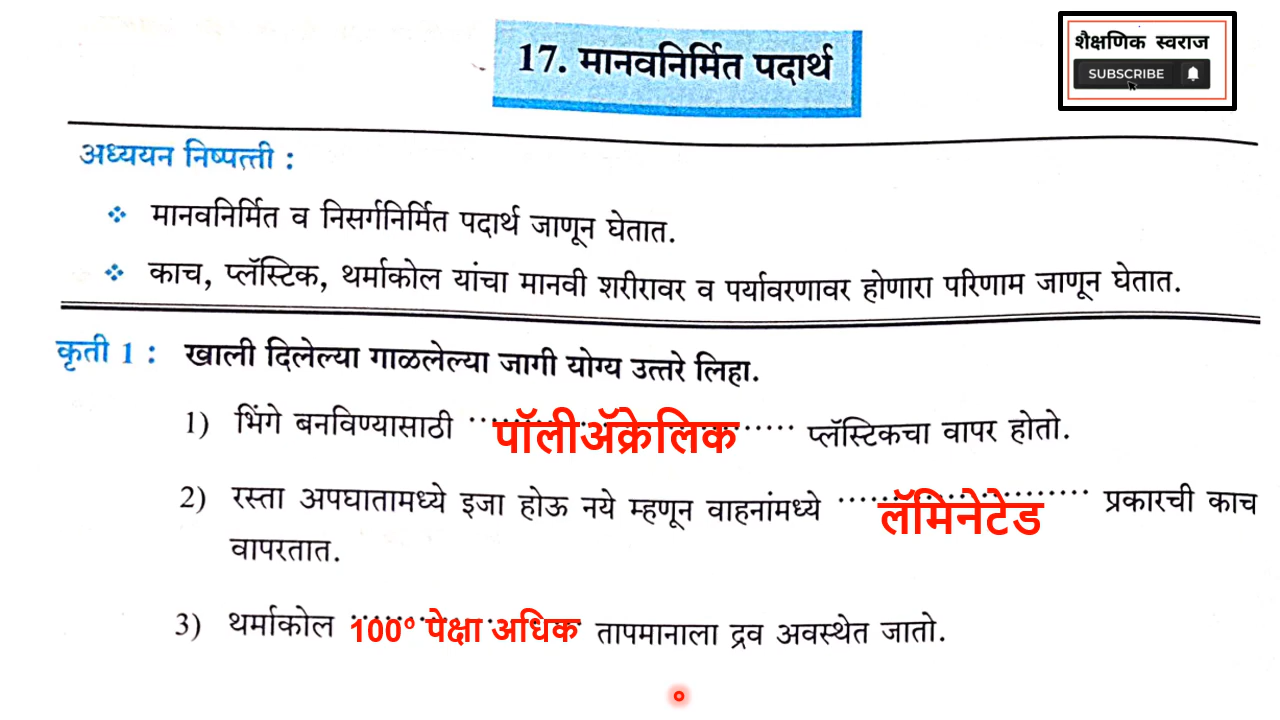 17. मानवनिर्मित पदार्थ
शैक्षणिक स्वराज
SUBSCRIBE
अध्ययन निष्पत्ती :
❖ मानवनिर्मित व निसर्गनिर्मित पदार्थ जाणून घेतात.
❖ काच, प्लॅस्टिक, थर्माकोल यांचा मानवी शरीरावर व पर्यावरणावर होणारा परिणाम जाणून घेतात.
कृती 1 : खाली दिलेल्या गाळलेल्या जागी योग्य उत्तरे लिहा.
1) भिंगे बनविण्यासाठी पॉलीॲक्रेलिक प्लॅस्टिकचा वापर होतो.
2) रस्ता अपघातामध्ये इजा होऊ नये म्हणून वाहनांमध्ये लॅमिनेटेड प्रकारची काच
वापरतात.
3) थर्माकोल 100° पेक्षा अधिक तापमानाला द्रव अवस्थेत जातो.